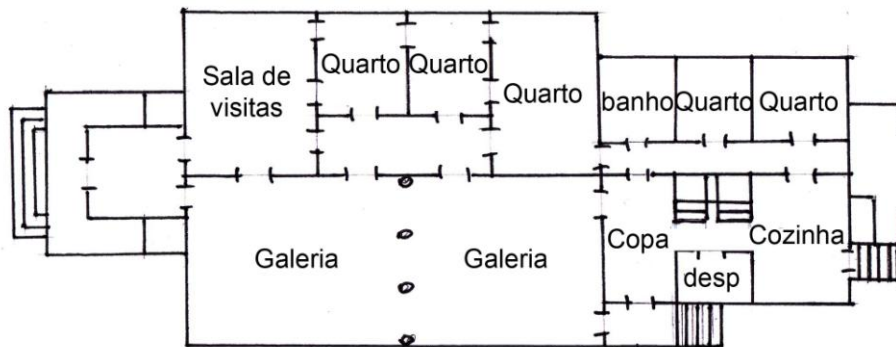 Sala de
visitas
Quarto
Quarto
Quarto
banho
Quarto
Quarto
Galeria
Galeria
Copa
Cozinha
desp